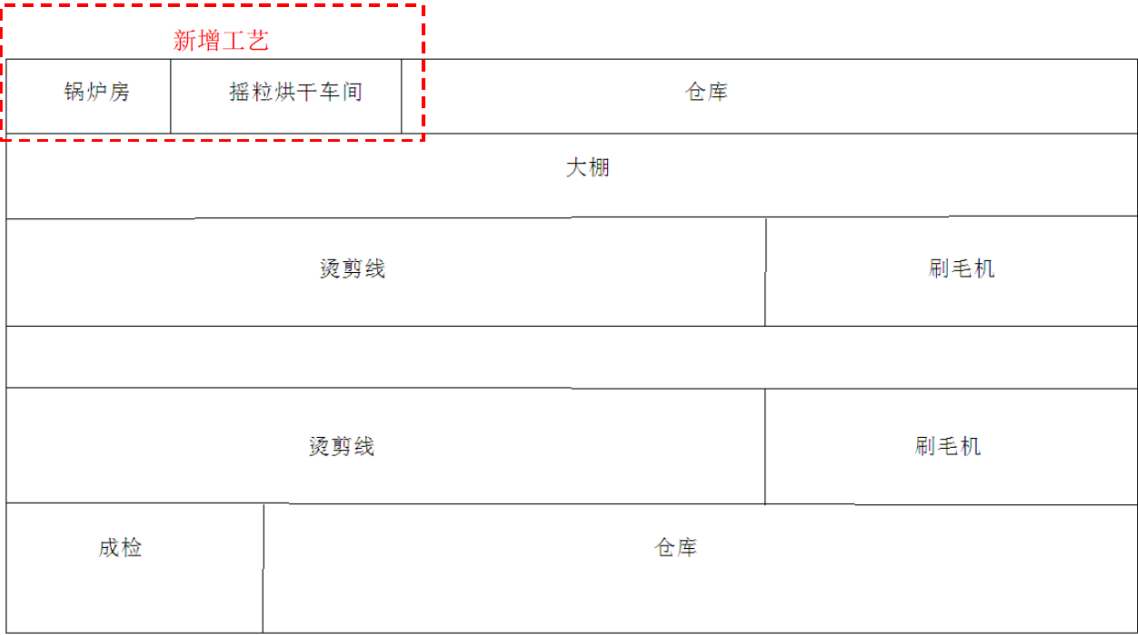 新增工艺
锅炉房 摇粒烘干车间 仓库
大棚
烫剪线 刷毛机
烫剪线 刷毛机
成检 仓库